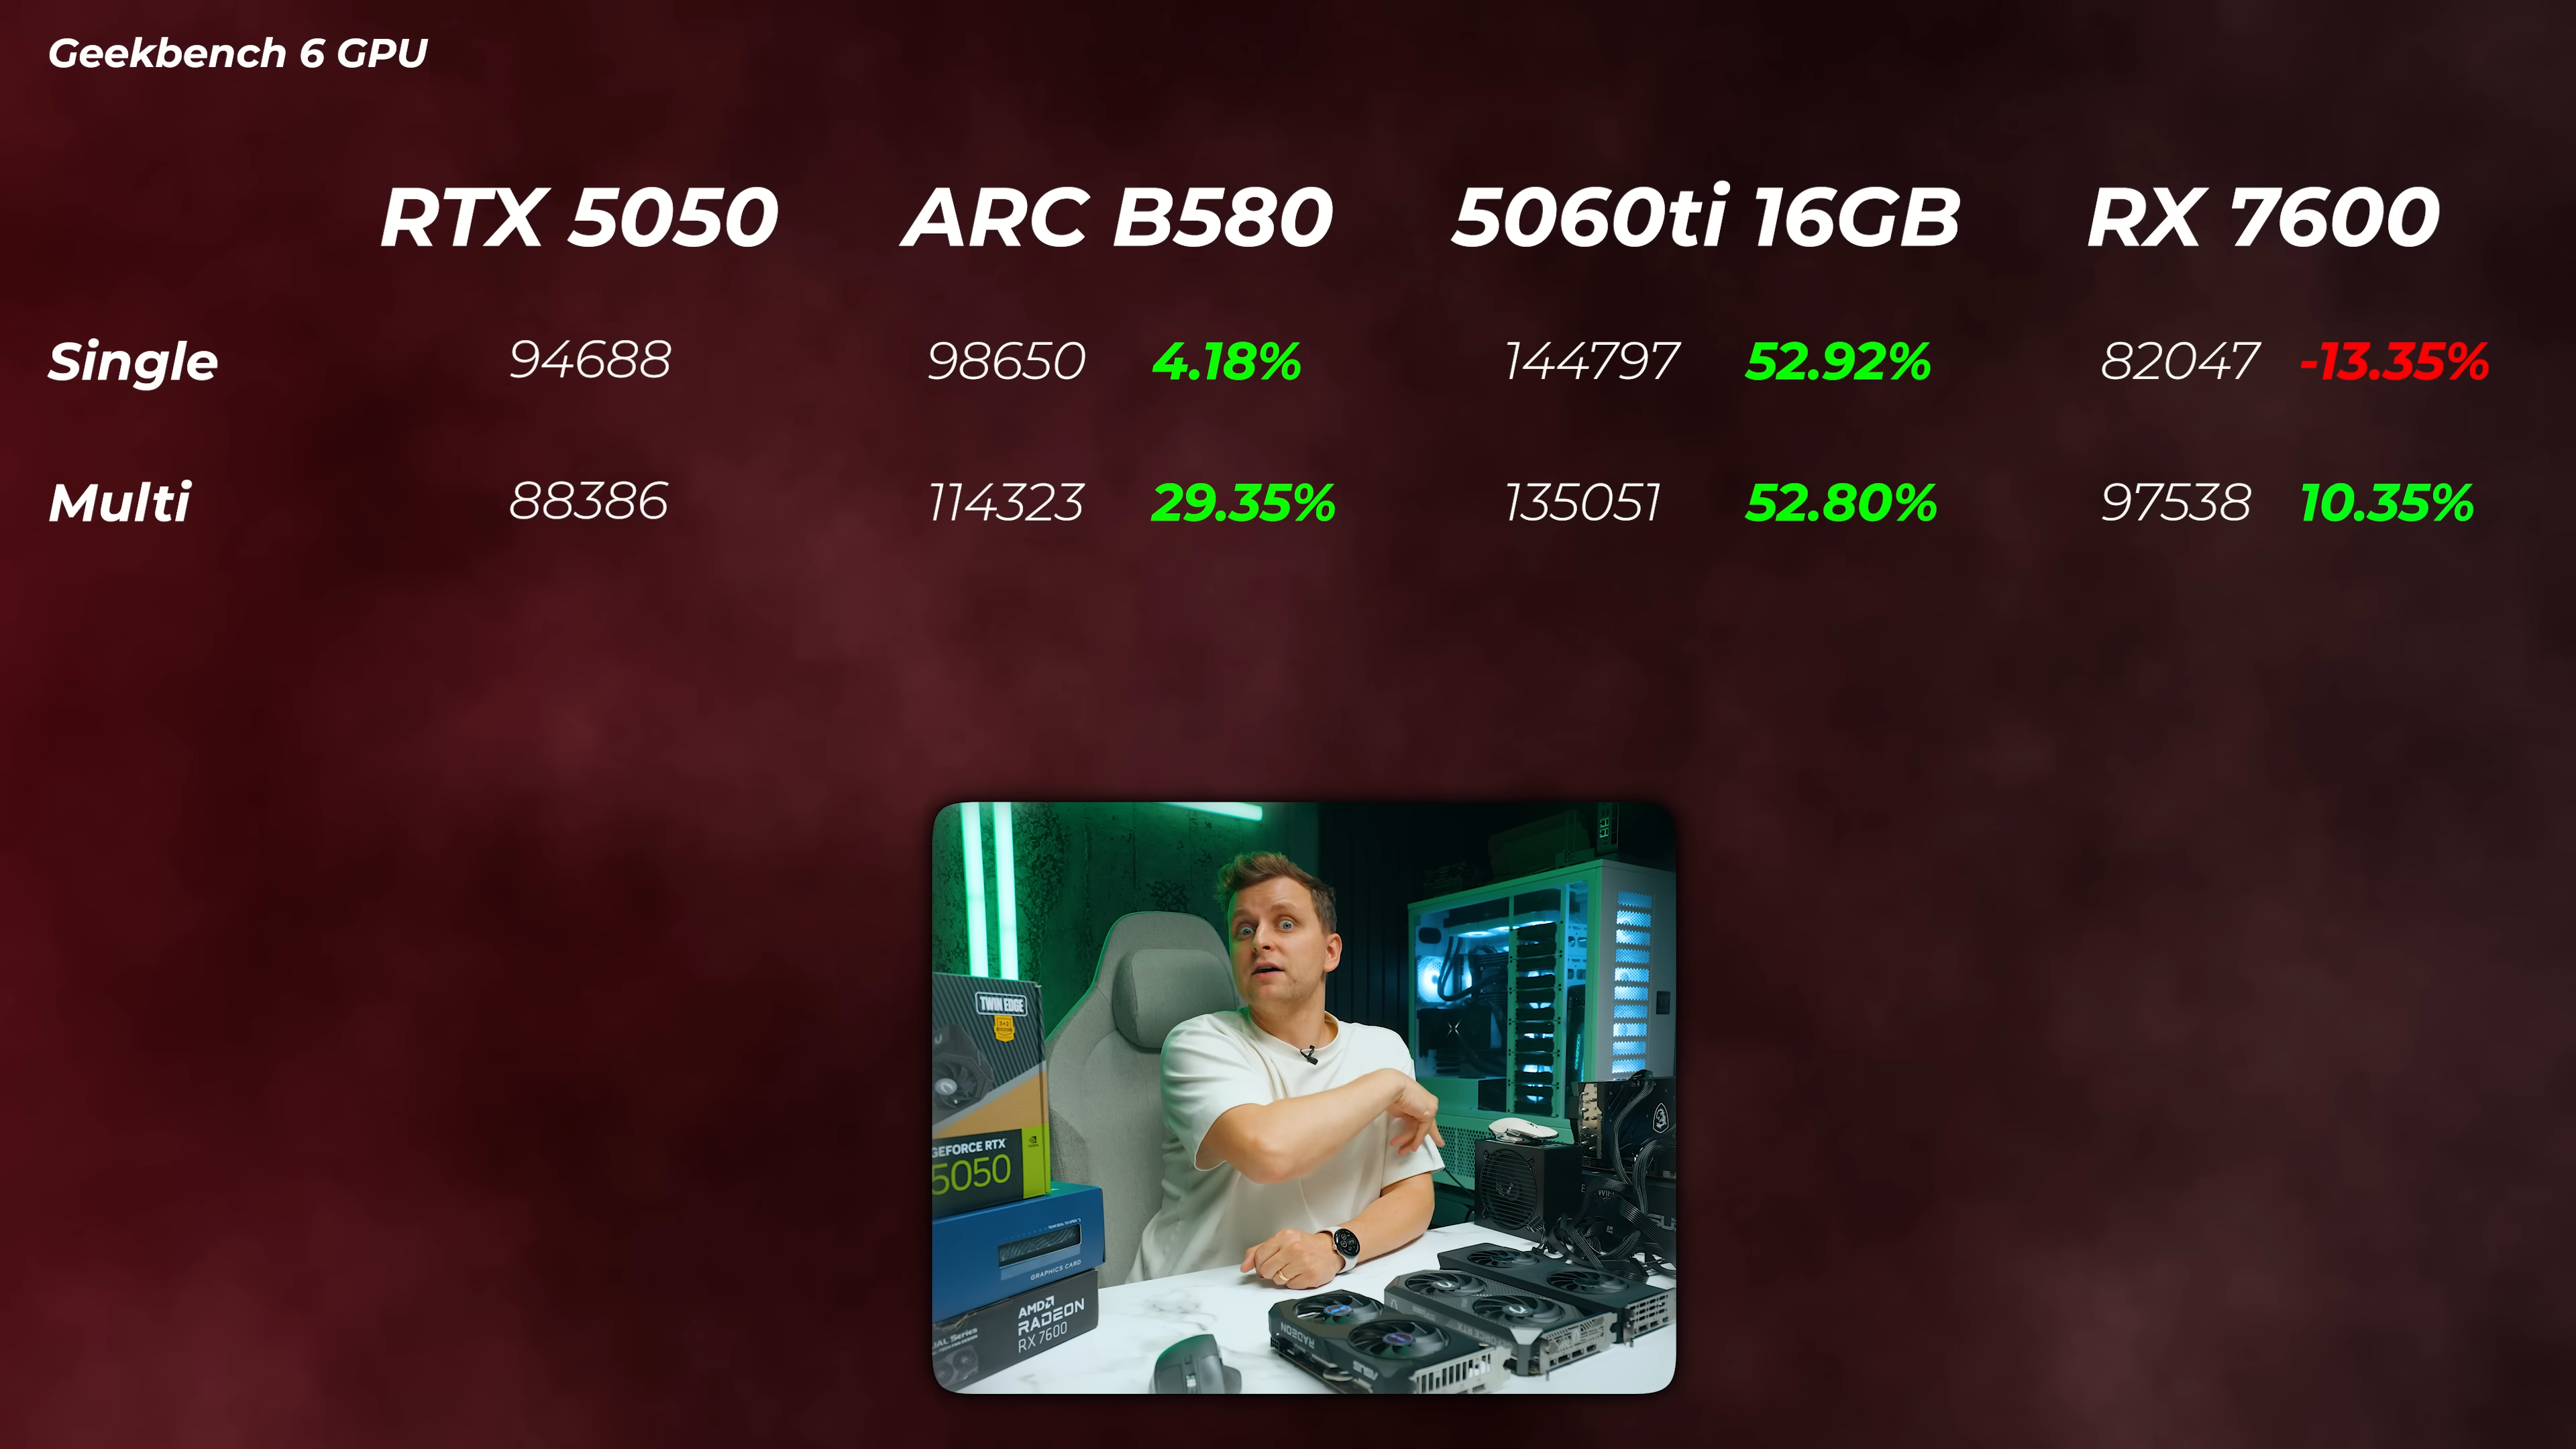 Geekbench 6 GPU
RTX 5050 ARC B580 5060ti 16GB RX 7600
Single 94688 98650 4.18% 144797 52.92% 82047 -13.35%
Multi 88386 114323 29.35% 135051 52.80% 97538 10.35%
TWIN EDGE
GEFORCE RTX
5050
GRAPHICS CARD
AMD
RADEON
RX 7600
RADEON
ASUS